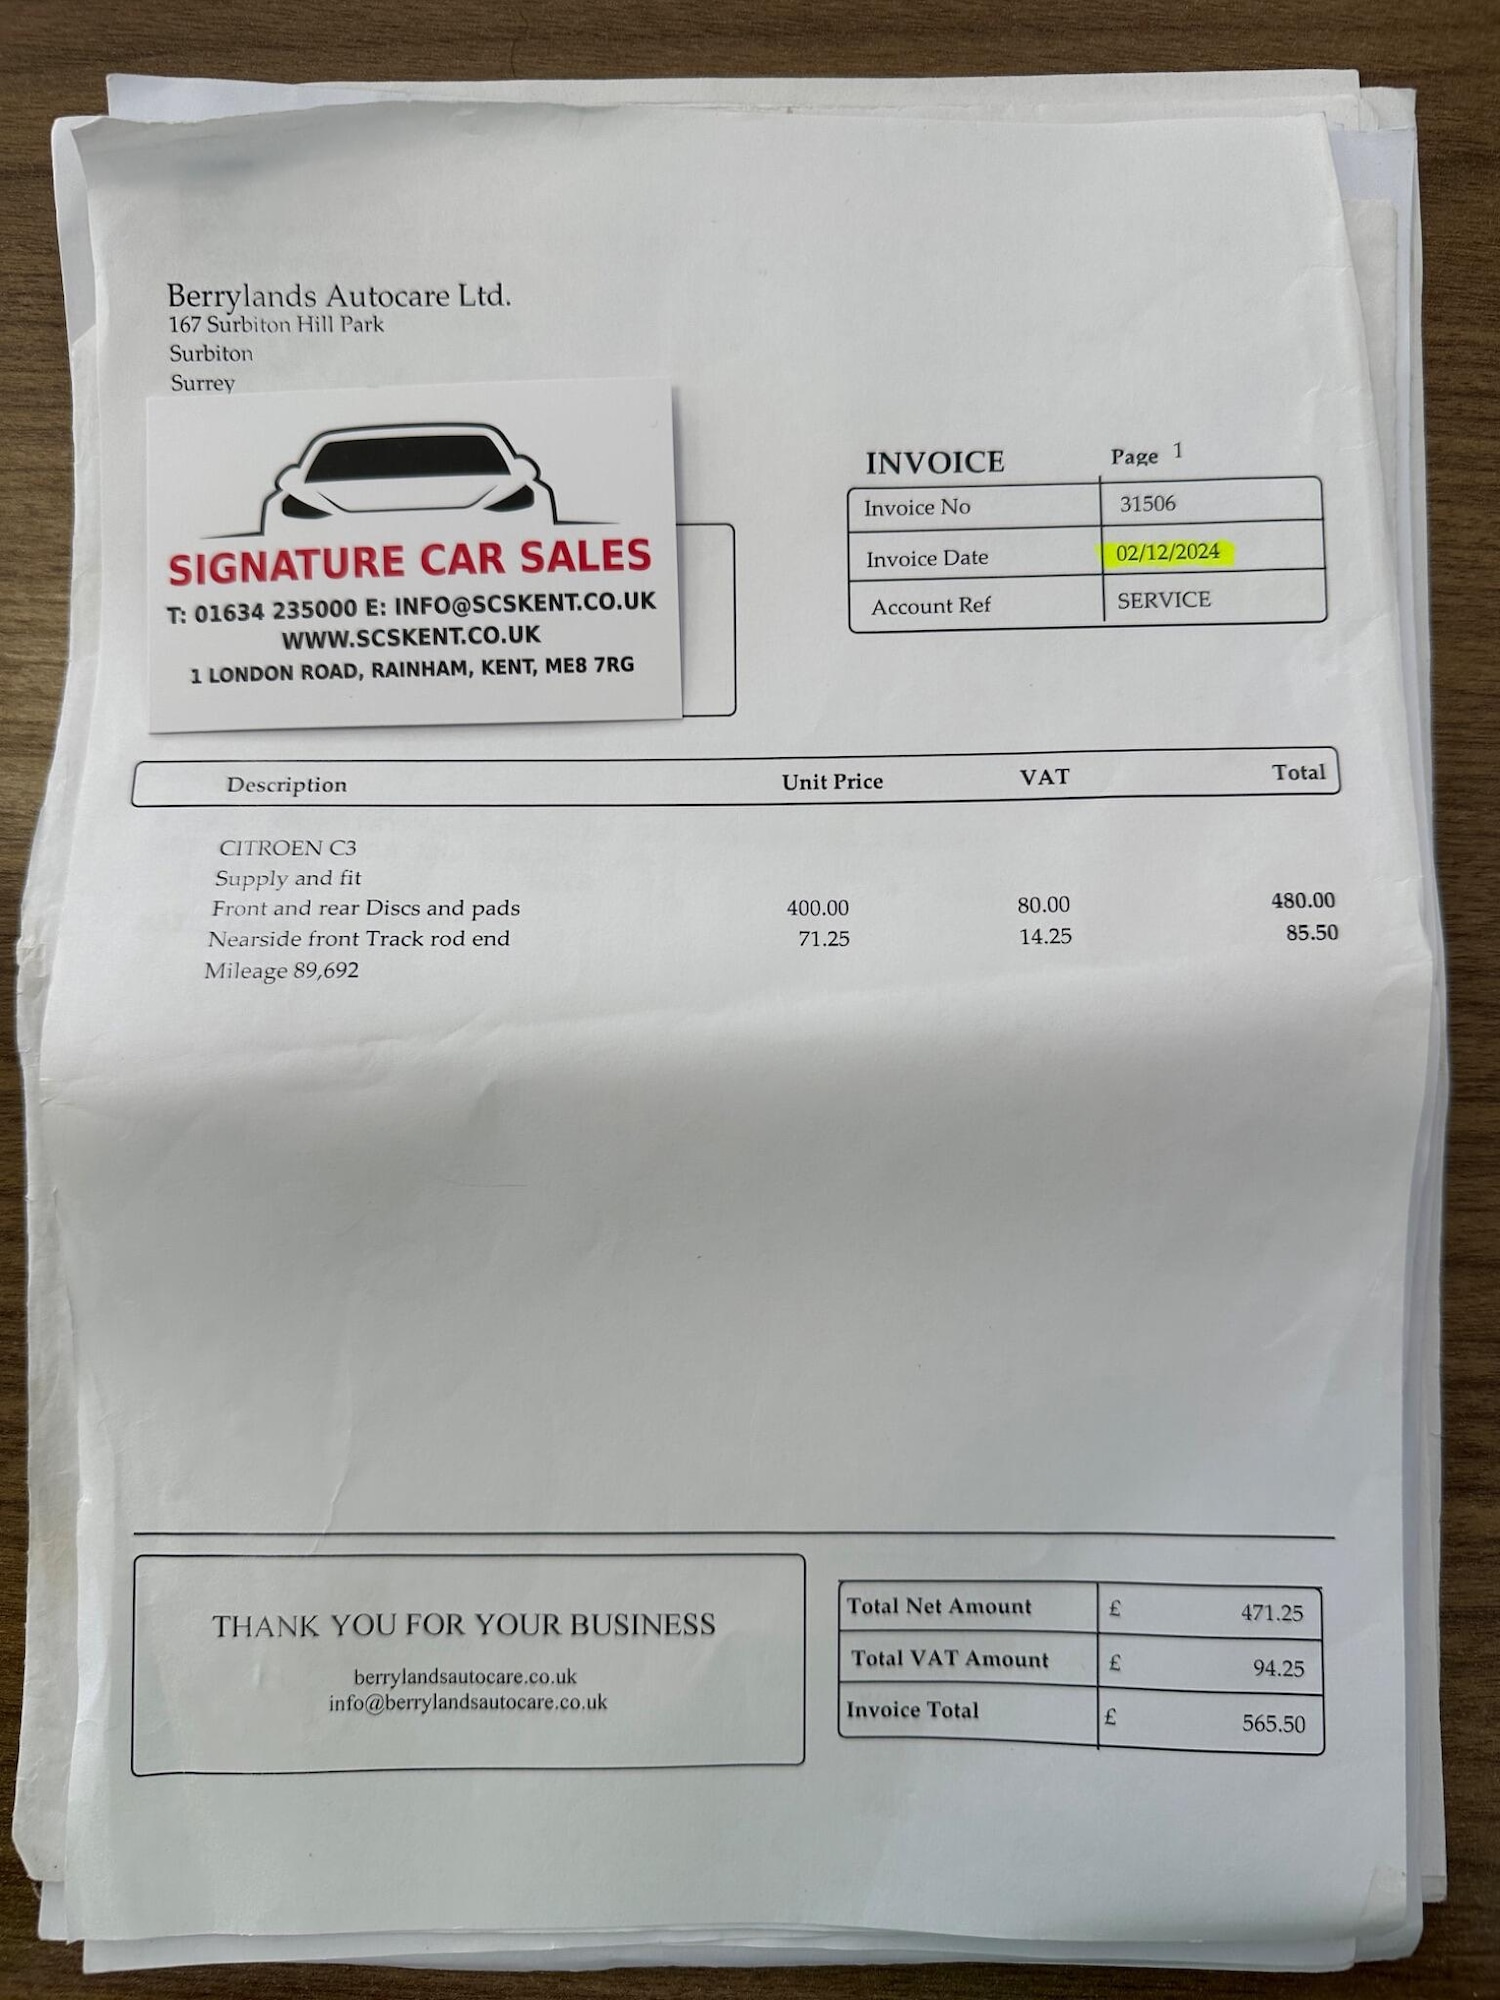 Berrylands Autocare Ltd.
167 Surbiton Hill Park
Surbiton
Surrey
SIGNATURE CAR SALES
T: 01634 235000 E: INFO@SCSKENT.CO.UK
WWW.SCSKENT.CO.UK
1 LONDON ROAD, RAINHAM, KENT, ME8 7RG
INVOICE Page 1
Invoice No 31506
Invoice Date 02/12/2024
Account Ref SERVICE
Description Unit Price VAT Total
CITROEN C3
Supply and fit
Front and rear Discs and pads 400.00 80.00 480.00
Nearside front Track rod end 71.25 14.25 85.50
Mileage 89,692
THANK YOU FOR YOUR BUSINESS
berrylandsautocare.co.uk
info@berrylandsautocare.co.uk
Total Net Amount £ 471.25
Total VAT Amount £ 94.25
Invoice Total £ 565.50